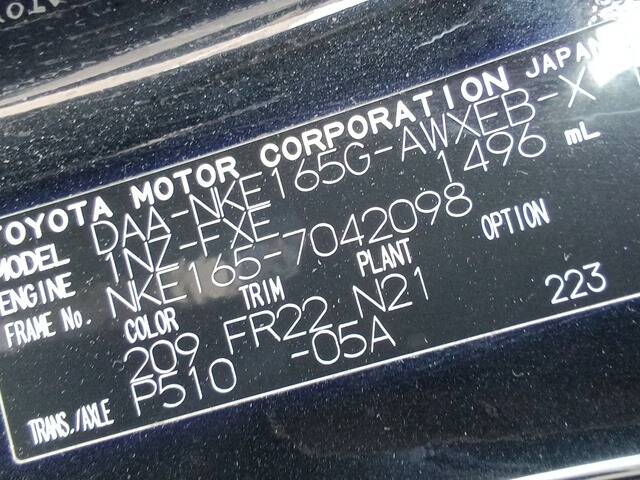 TOYOTA MOTOR CORPORATION JAPAN
MODEL DAA-NKE165G-AWXEB-X
ENGINE 1NZ-FXE 1496 mL
FRAME No. NKE165-7042098
COLOR TRIM PLANT OPTION
209 FR22 N21 223
TRANS./AXLE P510 -05A